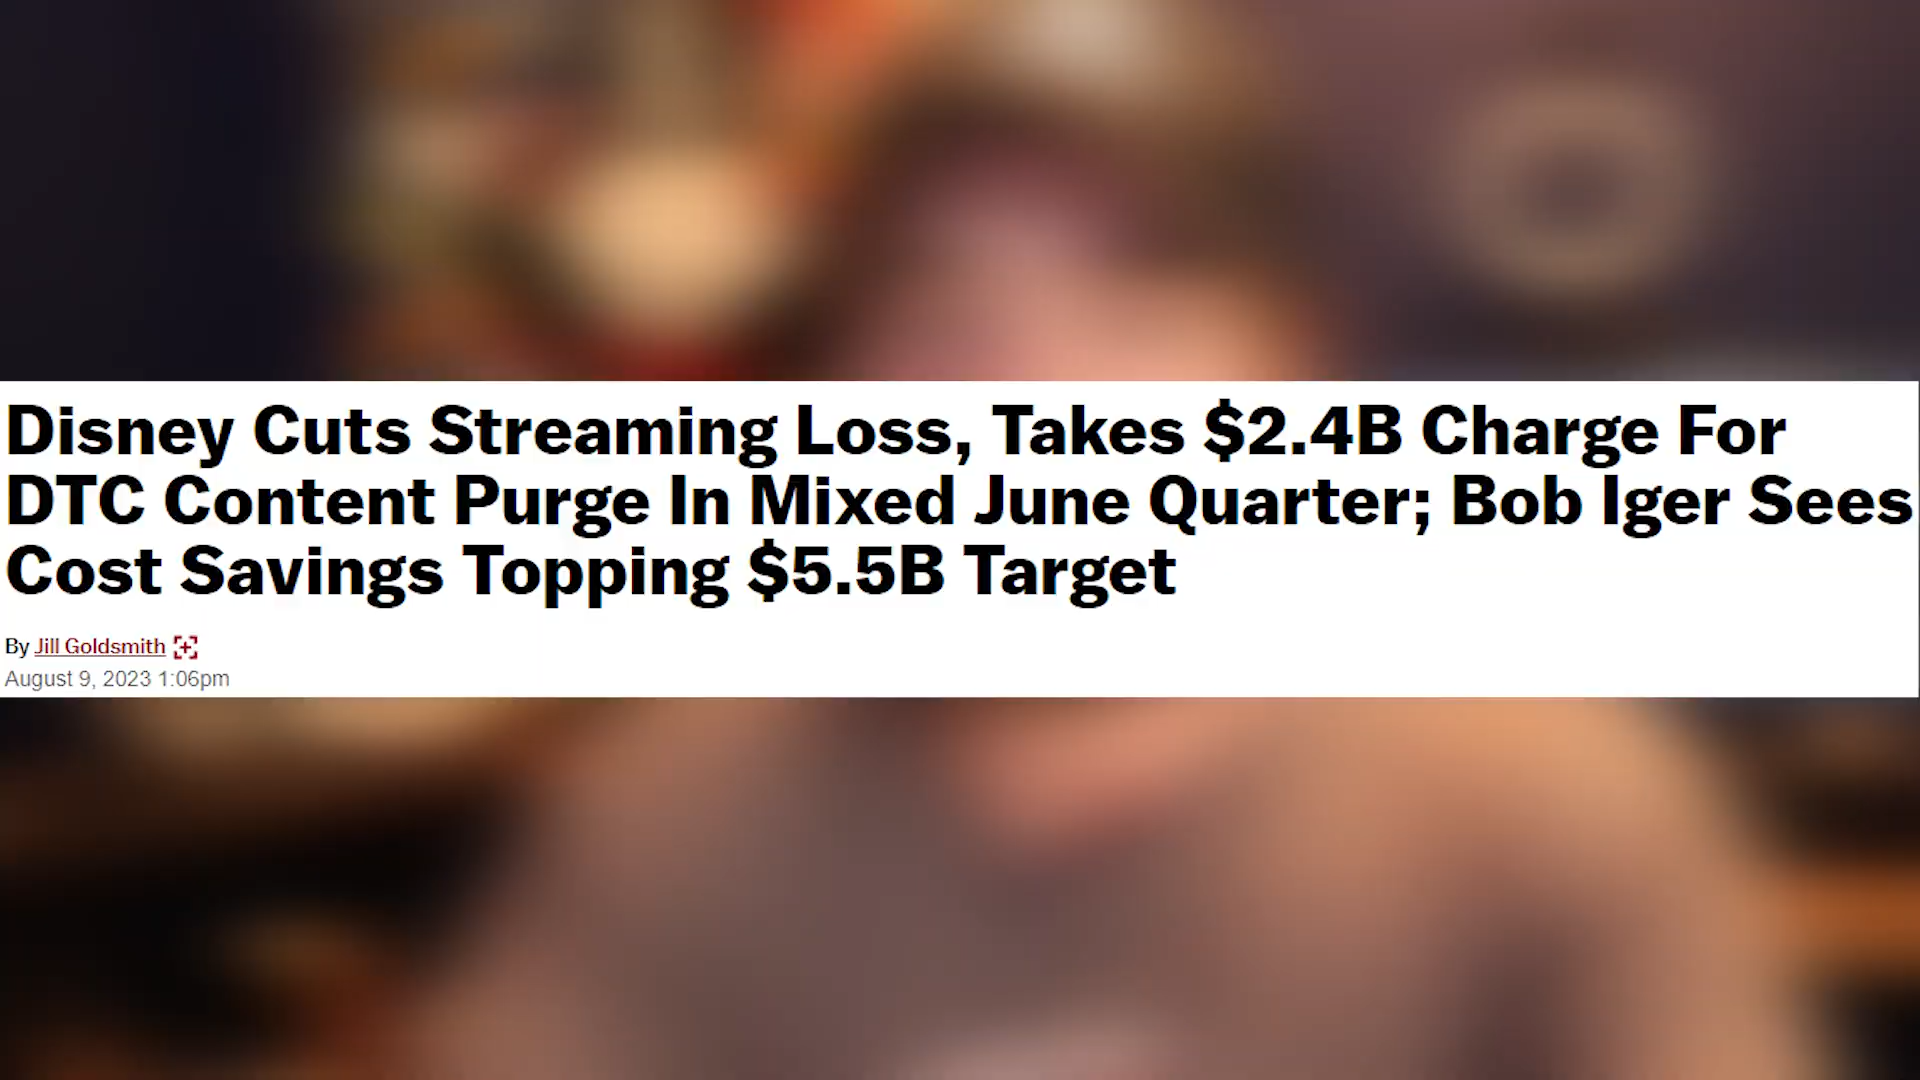 Disney Cuts Streaming Loss, Takes $2.4B Charge For
DTC Content Purge In Mixed June Quarter; Bob Iger Sees
Cost Savings Topping $5.5B Target
By Jill Goldsmith
August 9, 2023 1:06pm